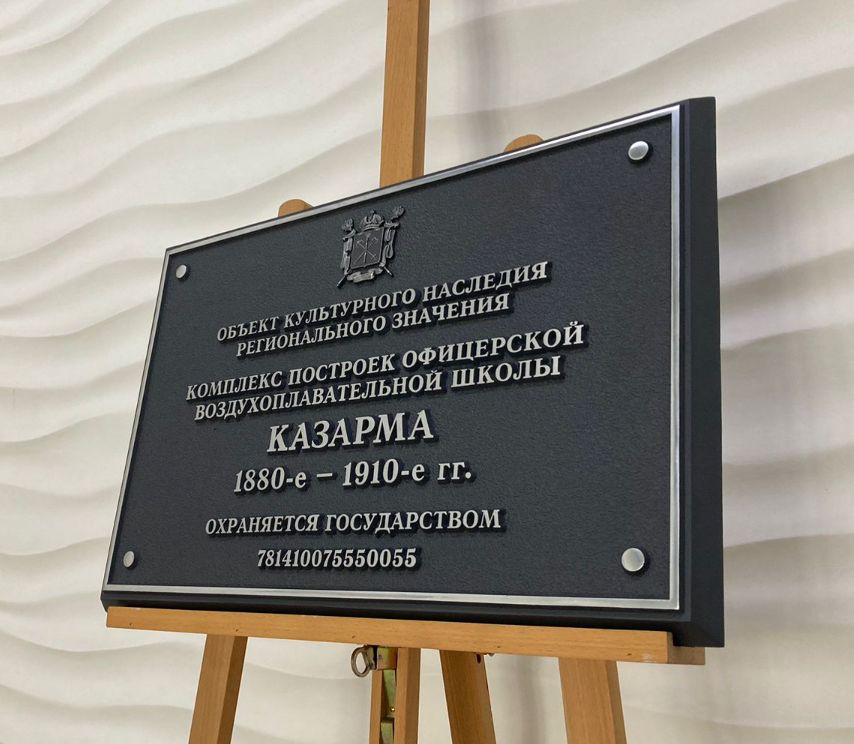 ОБЪЕКТ КУЛЬТУРНОГО НАСЛЕДИЯ
РЕГИОНАЛЬНОГО ЗНАЧЕНИЯ
КОМПЛЕКС ПОСТРОЕК ОФИЦЕРСКОЙ
ВОЗДУХОПЛАВАТЕЛЬНОЙ ШКОЛЫ
КАЗАРМА
1880-е – 1910-е гг.
ОХРАНЯЕТСЯ ГОСУДАРСТВОМ
781410075550055